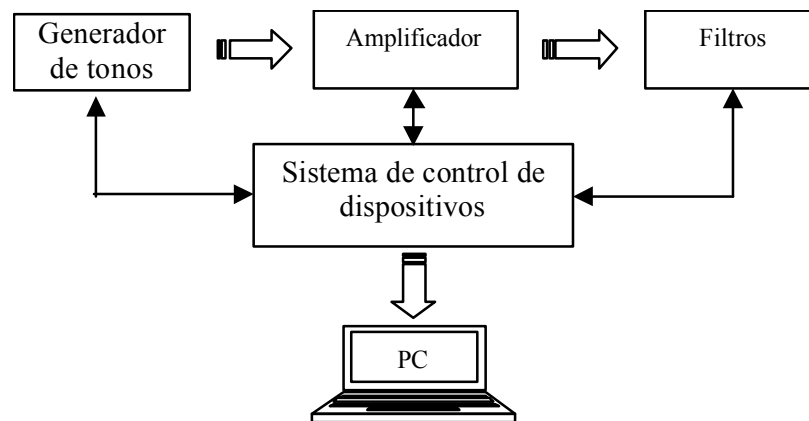 Generador
de tonos
Amplificador
Filtros
Sistema de control de
dispositivos
PC